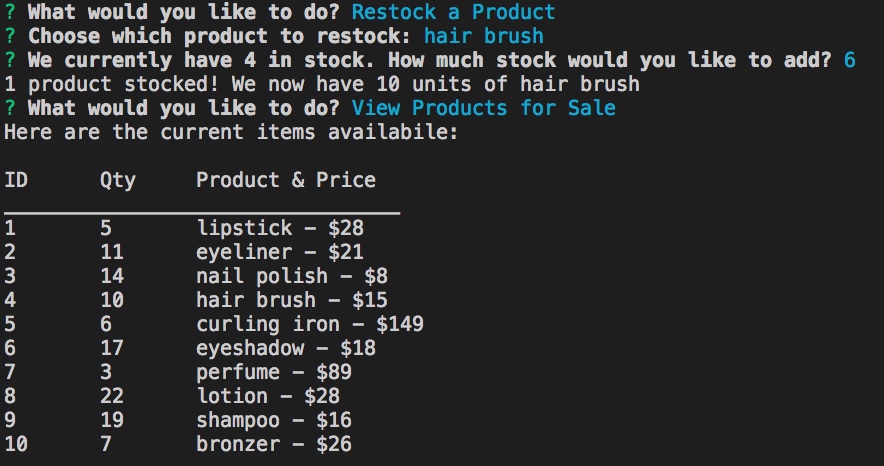 ? What would you like to do? Restock a Product
? Choose which product to restock: hair brush
? We currently have 4 in stock. How much stock would you like to add? 6
1 product stocked! We now have 10 units of hair brush
? What would you like to do? View Products for Sale
Here are the current items availabile:
ID Qty Product & Price
1 5 lipstick – $28
2 11 eyeliner – $21
3 14 nail polish – $8
4 10 hair brush – $15
5 6 curling iron – $149
6 17 eyeshadow – $18
7 3 perfume – $89
8 22 lotion – $28
9 19 shampoo – $16
10 7 bronzer – $26